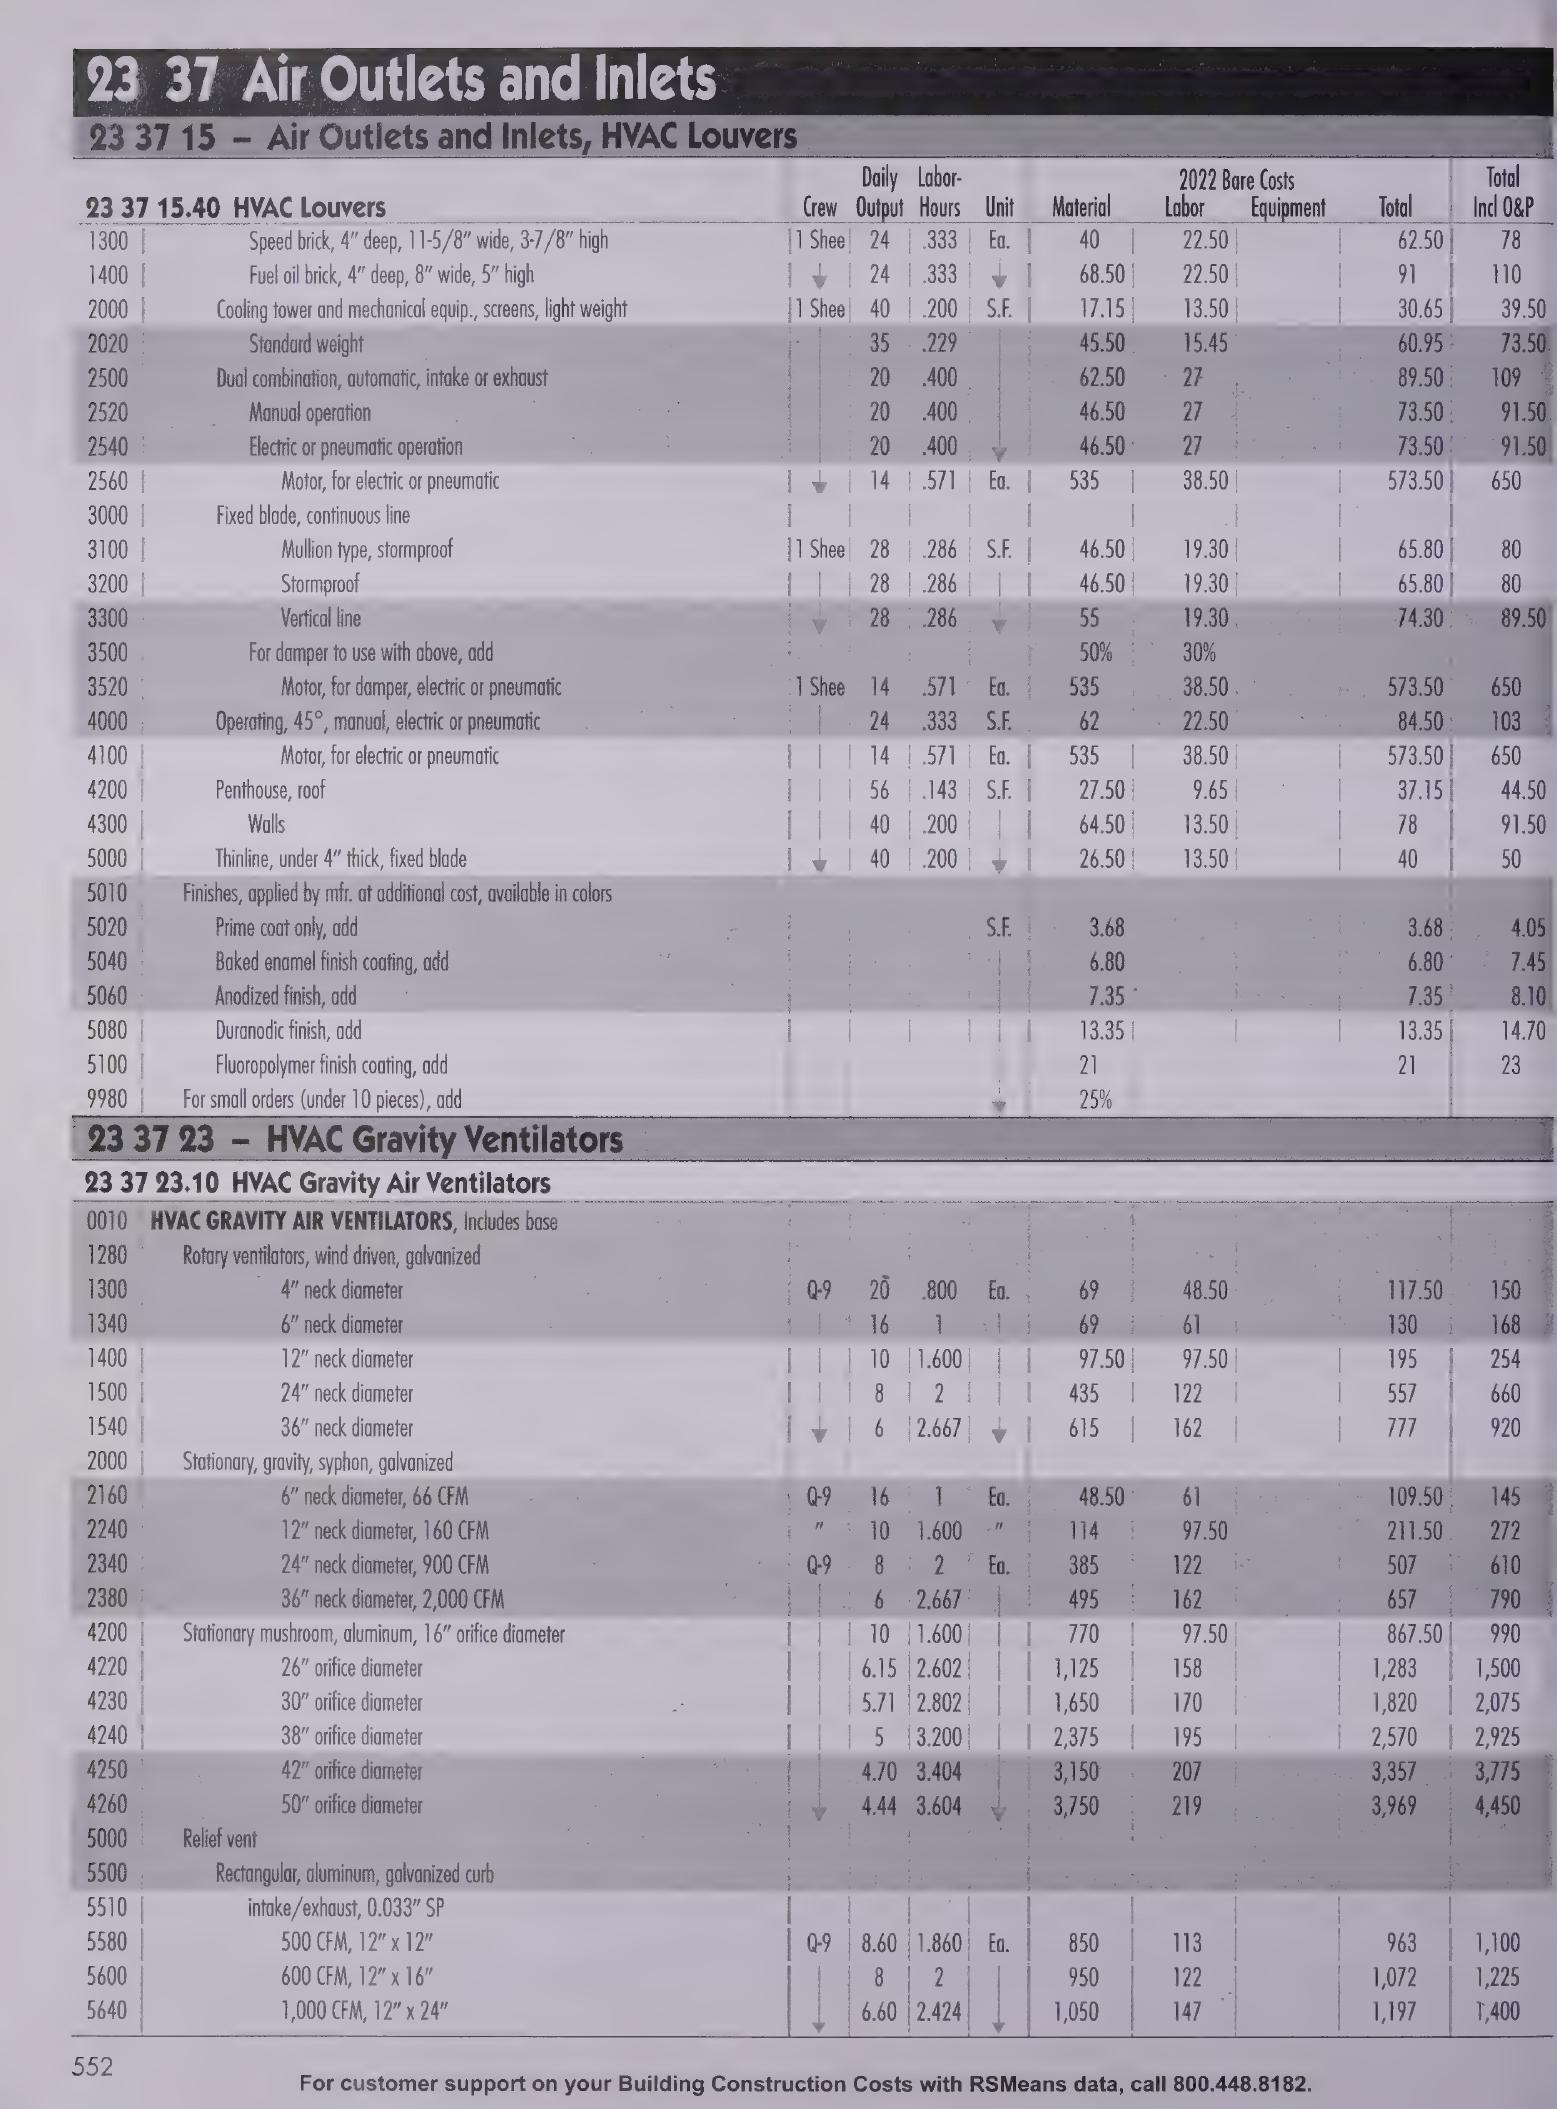 23 37 Air Outlets and Inlets
23 37 15 – Air Outlets and Inlets, HVAC Louvers
Daily Labor- 2022 Bare Costs Total
23 37 15.40 HVAC Louvers Crew Output Hours Unit Material Labor Equipment Total Incl O&P
1300 Speed brick, 4" deep, 11-5/8" wide, 3-7/8" high 1 Shee 24 .333 Ea. 40 22.50 62.50 78
1400 Fuel oil brick, 4" deep, 8" wide, 5" high 24 .333 68.50 22.50 91 110
2000 Cooling tower and mechanical equip., screens, light weight 1 Shee 40 .200 S.F. 17.15 13.50 30.65 39.50
2020 Standard weight 35 .229 45.50 15.45 60.95 73.50
2500 Dual combination, automatic, intake or exhaust 20 .400 62.50 27 89.50 109
2520 Manual operation 20 .400 46.50 27 73.50 91.50
2540 Electric or pneumatic operation 20 .400 46.50 27 73.50 91.50
2560 Motor, for electric or pneumatic 14 .571 Ea. 535 38.50 573.50 650
3000 Fixed blade, continuous line
3100 Mullion type, stormproof 1 Shee 28 .286 S.F. 46.50 19.30 65.80 80
3200 Stormproof 28 .286 46.50 19.30 65.80 80
3300 Vertical line 28 .286 55 19.30 74.30 89.50
3500 For damper to use with above, add 50% 30%
3520 Motor, for damper, electric or pneumatic 1 Shee 14 .571 Ea. 535 38.50 573.50 650
4000 Operating, 45°, manual, electric or pneumatic 24 .333 S.F. 62 22.50 84.50 103
4100 Motor, for electric or pneumatic 14 .571 Ea. 535 38.50 573.50 650
4200 Penthouse, roof 56 .143 S.F. 27.50 9.65 37.15 44.50
4300 Walls 40 .200 64.50 13.50 78 91.50
5000 Thinline, under 4" thick, fixed blade 40 .200 26.50 13.50 40 50
5010 Finishes, applied by mfr. at additional cost, available in colors
5020 Prime coat only, add S.F. 3.68 3.68 4.05
5040 Baked enamel finish coating, add 6.80 6.80 7.45
5060 Anodized finish, add 7.35 7.35 8.10
5080 Duranodic finish, add 13.35 13.35 14.70
5100 Fluoropolymer finish coating, add 21 21 23
9980 For small orders (under 10 pieces), add 25%
23 37 23 – HVAC Gravity Ventilators
23 37 23.10 HVAC Gravity Air Ventilators
0010 HVAC GRAVITY AIR VENTILATORS, Includes base
1280 Rotary ventilators, wind driven, galvanized
1300 4" neck diameter Q-9 20 .800 Ea. 69 48.50 117.50 150
1340 6" neck diameter 16 1 69 61 130 168
1400 12" neck diameter 10 1.600 97.50 97.50 195 254
1500 24" neck diameter 8 2 435 122 557 660
1540 36" neck diameter 6 2.667 615 162 777 920
2000 Stationary, gravity, syphon, galvanized
2160 6" neck diameter, 66 CFM Q-9 16 1 Ea. 48.50 61 109.50 145
2240 12" neck diameter, 160 CFM " 10 1.600 " 114 97.50 211.50 272
2340 24" neck diameter, 900 CFM Q-9 8 2 Ea. 385 122 507 610
2380 36" neck diameter, 2,000 CFM 6 2.667 495 162 657 790
4200 Stationary mushroom, aluminum, 16" orifice diameter 10 1.600 770 97.50 867.50 990
4220 26" orifice diameter 6.15 2.602 1,125 158 1,283 1,500
4230 30" orifice diameter 5.71 2.802 1,650 170 1,820 2,075
4240 38" orifice diameter 5 3.200 2,375 195 2,570 2,925
4250 42" orifice diameter 4.70 3.404 3,150 207 3,357 3,775
4260 50" orifice diameter 4.44 3.604 3,750 219 3,969 4,450
5000 Relief vent
5500 Rectangular, aluminum, galvanized curb
5510 intake/exhaust, 0.033" SP
5580 500 CFM, 12" x 12" Q-9 8.60 1.860 Ea. 850 113 963 1,100
5600 600 CFM, 12" x 16" 8 2 950 122 1,072 1,225
5640 1,000 CFM, 12" x 24" 6.60 2.424 1,050 147 1,197 1,400
552
For customer support on your Building Construction Costs with RSMeans data, call 800.448.8182.